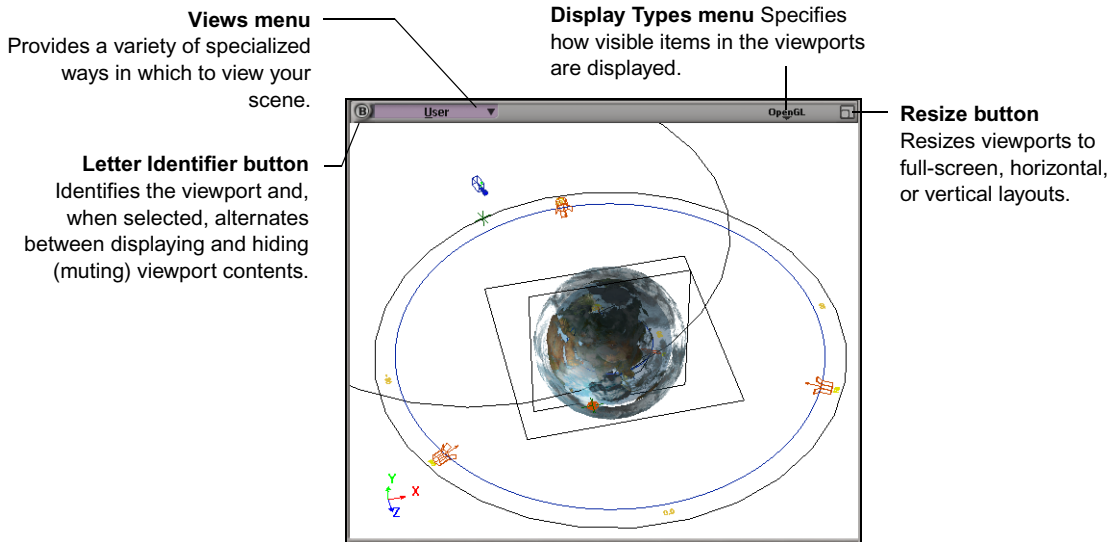 Views menu
Provides a variety of specialized
ways in which to view your
scene.
Display Types menu Specifies
how visible items in the viewports
are displayed.
B
User
OpenGL
Resize button
Resizes viewports to
full-screen, horizontal,
or vertical layouts.
Letter Identifier button
Identifies the viewport and,
when selected, alternates
between displaying and hiding
(muting) viewport contents.
Y
X
Z
0.0